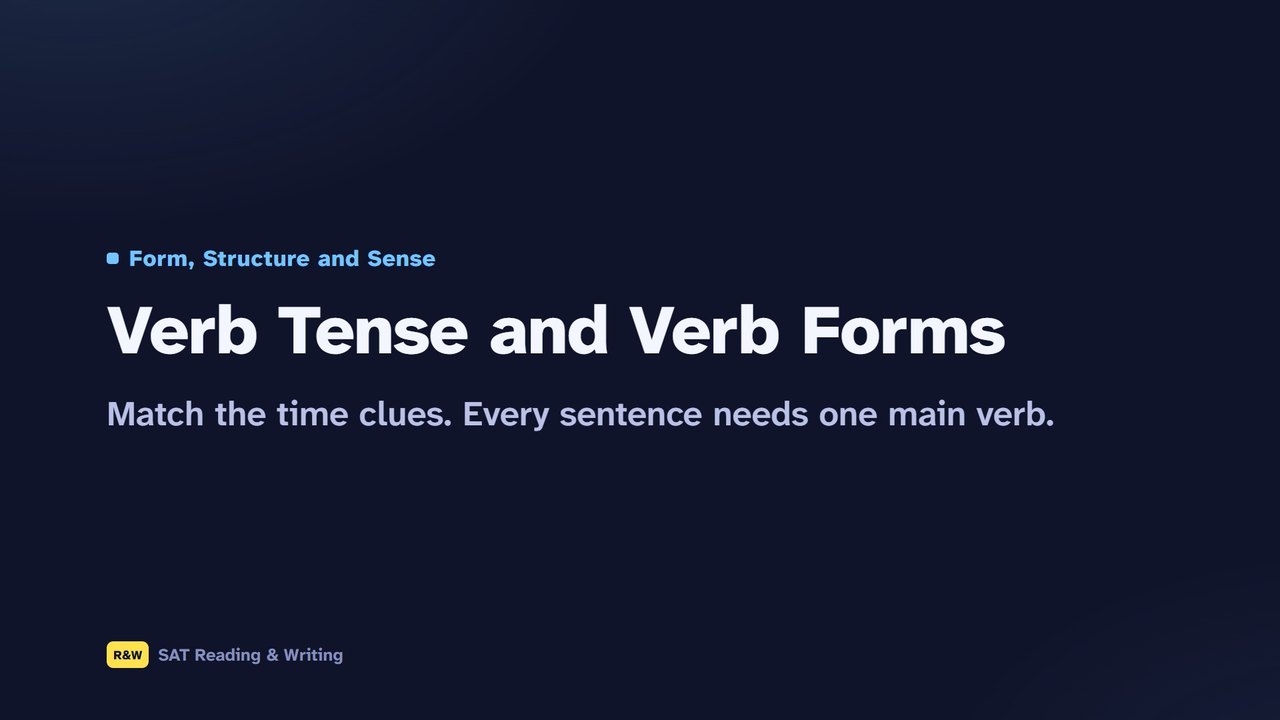 Form, Structure and Sense
Verb Tense and Verb Forms
Match the time clues. Every sentence needs one main verb.
R&W SAT Reading & Writing